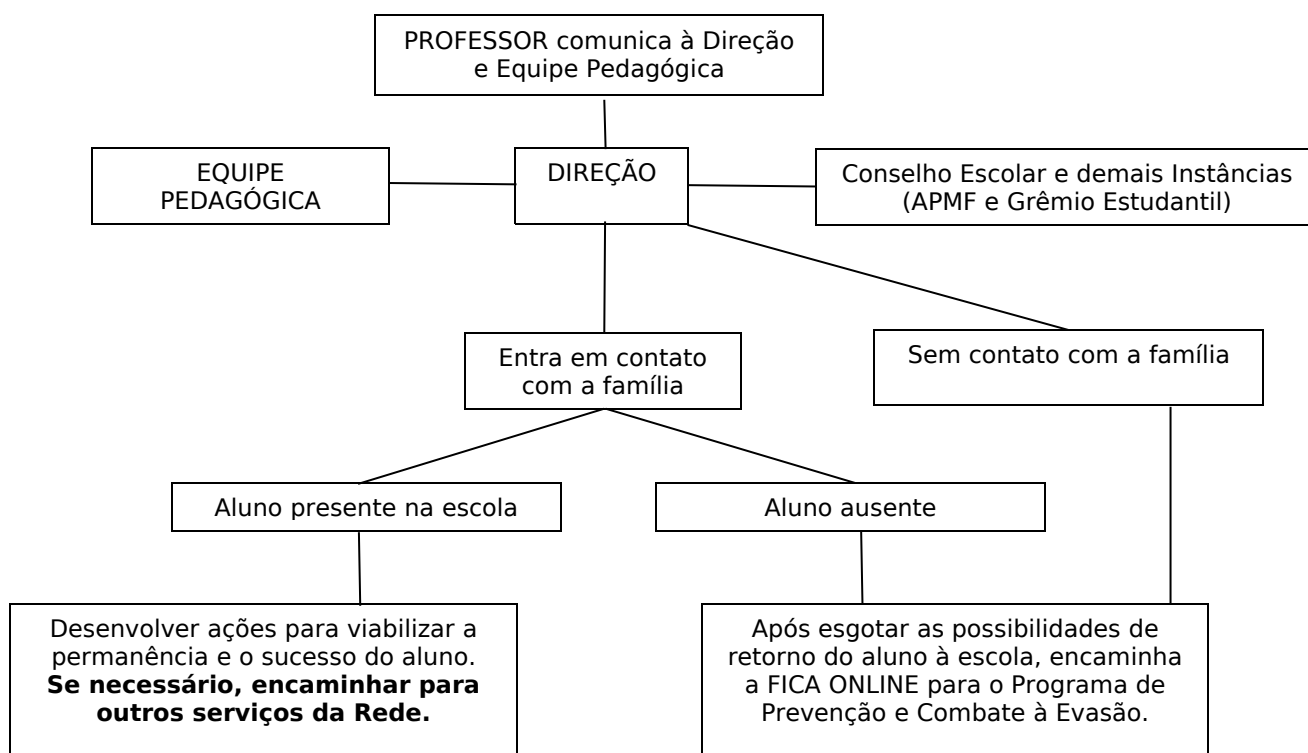 PROFESSOR comunica à Direção
e Equipe Pedagógica
EQUIPE
PEDAGÓGICA
DIREÇÃO
Conselho Escolar e demais Instâncias
(APMF e Grêmio Estudantil)
Entra em contato
com a família
Sem contato com a família
Aluno presente na escola
Aluno ausente
Desenvolver ações para viabilizar a
permanência e o sucesso do aluno.
Se necessário, encaminhar para
outros serviços da Rede.
Após esgotar as possibilidades de
retorno do aluno à escola, encaminha
a FICA ONLINE para o Programa de
Prevenção e Combate à Evasão.